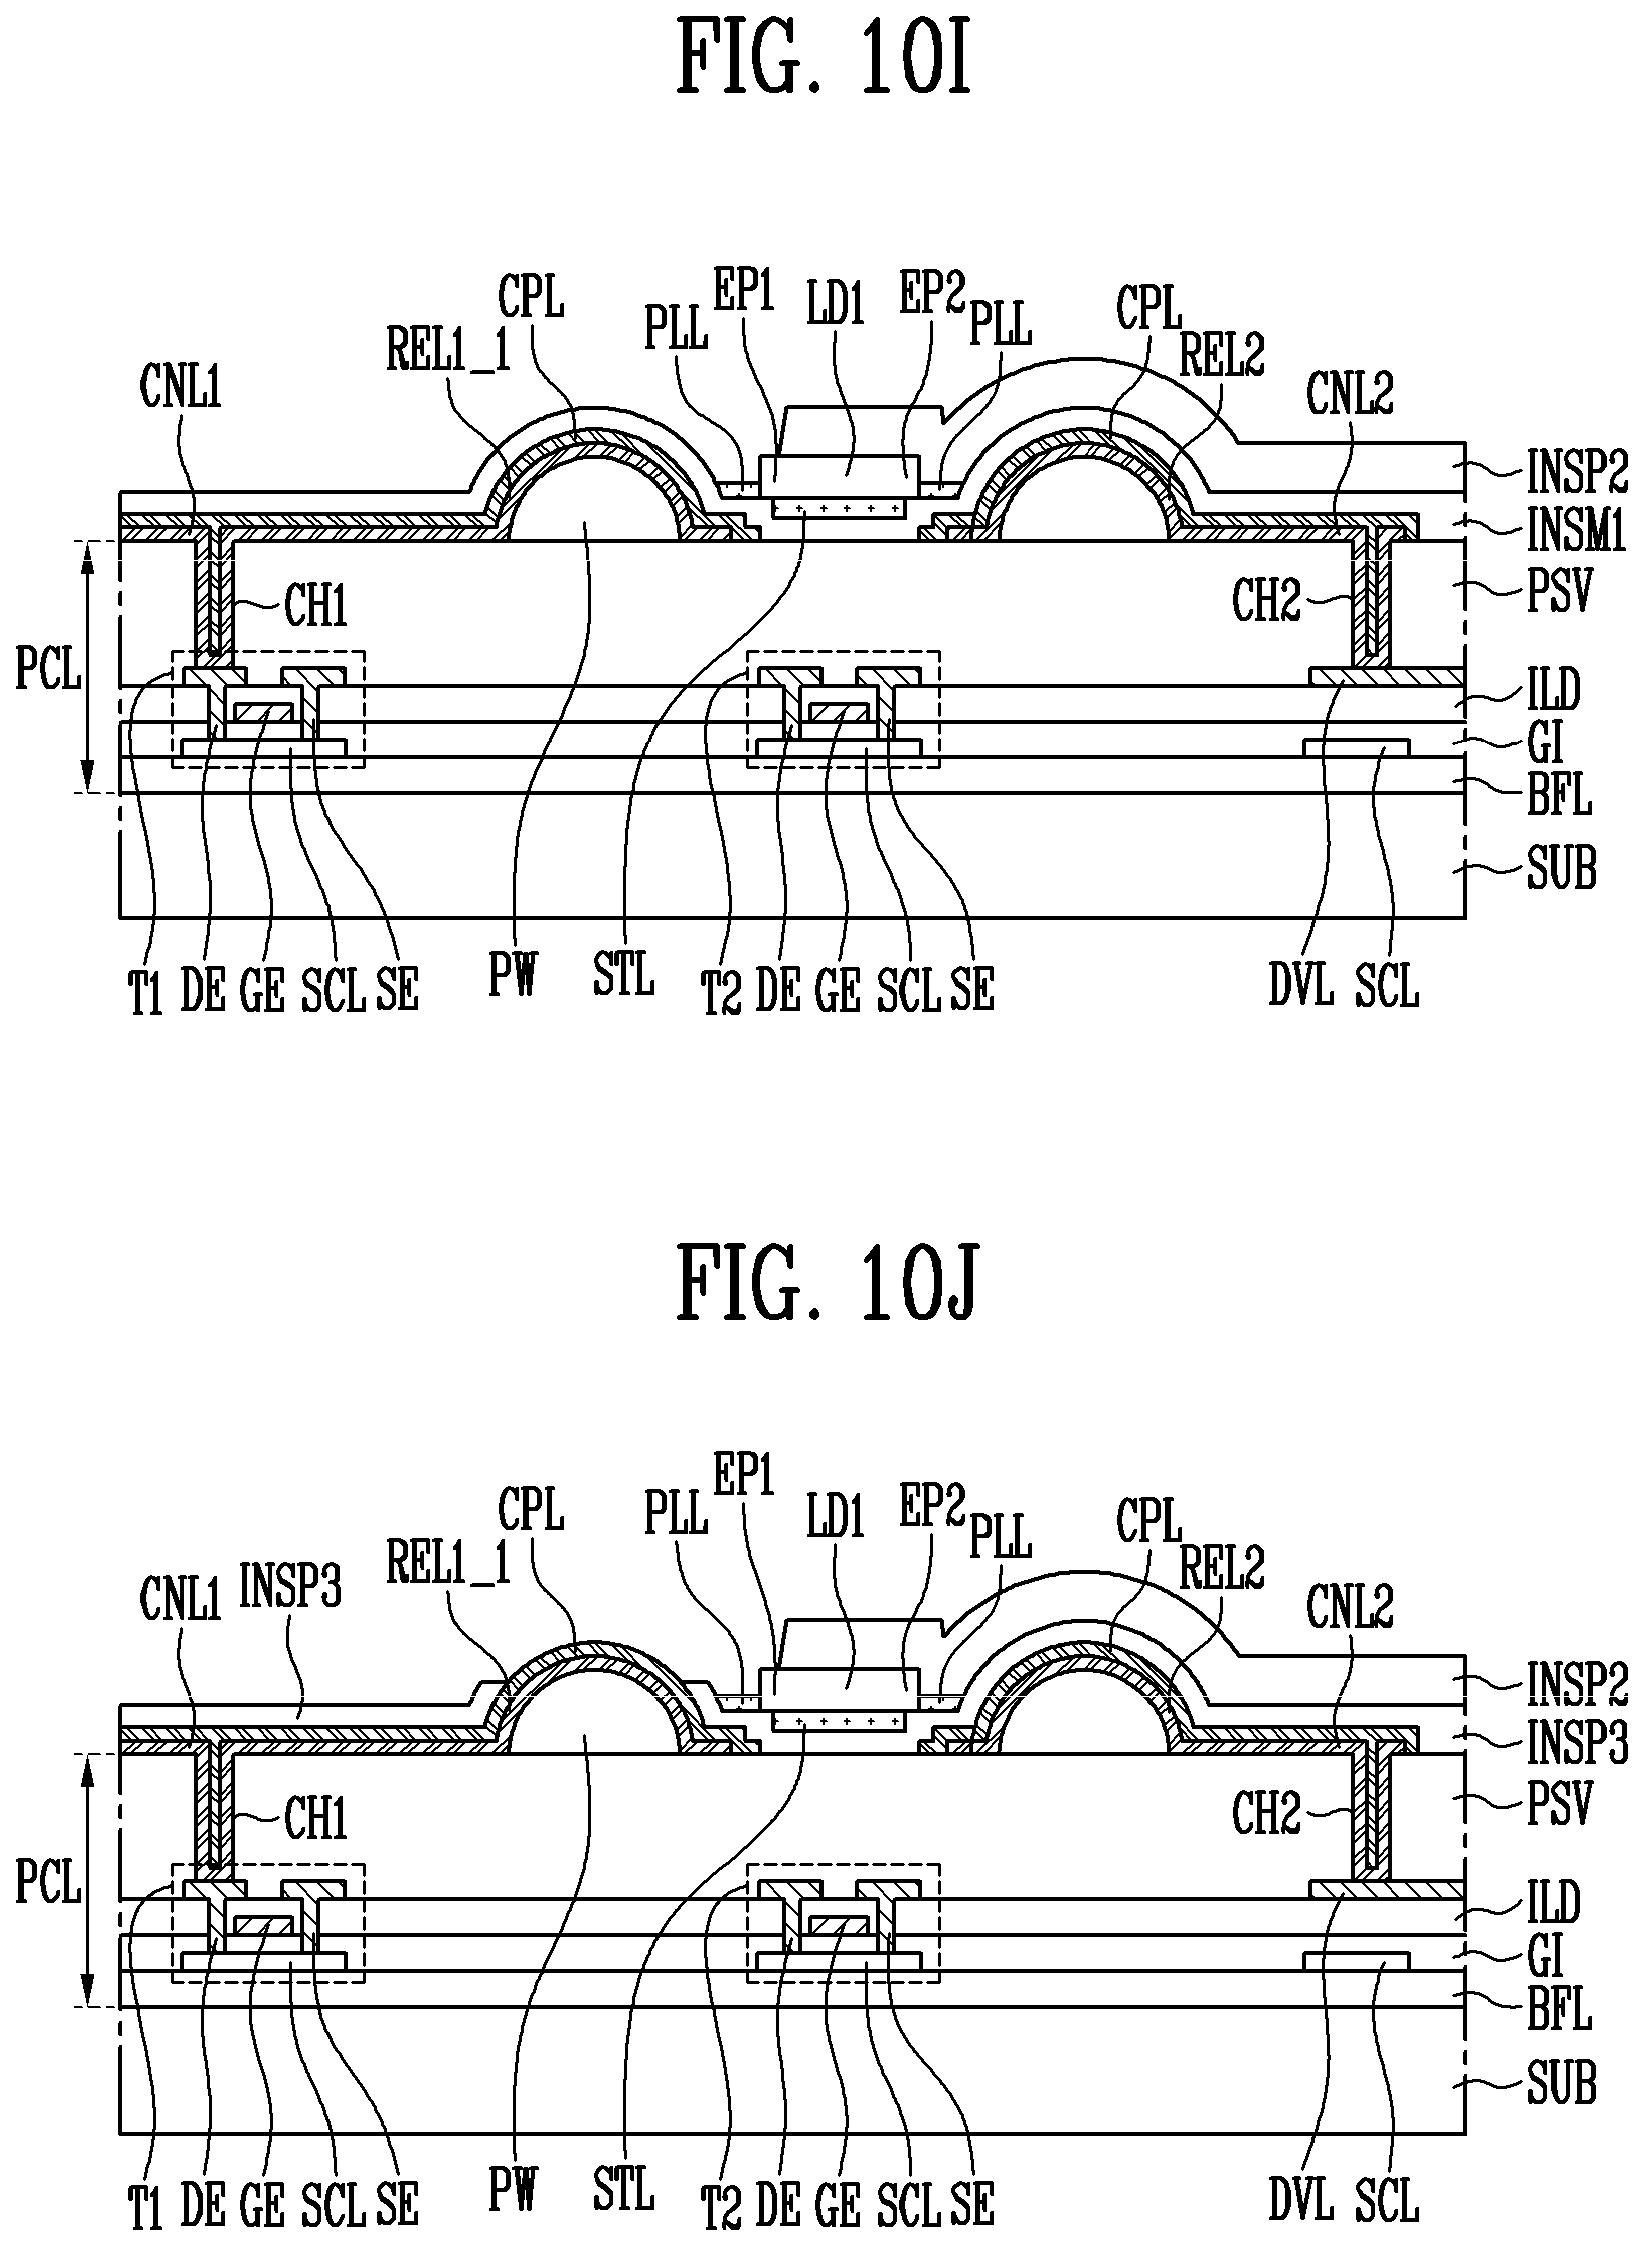 FIG. 10I
EP1
CPL
LD1
EP2
CPL
PLL
PLL
REL1_1
REL2
CNL1
CNL2
INSP2
INSM1
PSV
CH1
CH2
PCL
ILD
GI
BFL
SUB
T1 DE GE SCL SE
PW
STL
T2 DE GE SCL SE
DVL SCL
FIG. 10J
EP1
CPL
LD1
EP2
CPL
PLL
PLL
REL1_1
REL2
CNL1
INSP3
CNL2
INSP2
INSP3
PSV
CH1
CH2
PCL
ILD
GI
BFL
SUB
T1 DE GE SCL SE
PW
STL
T2 DE GE SCL SE
DVL SCL